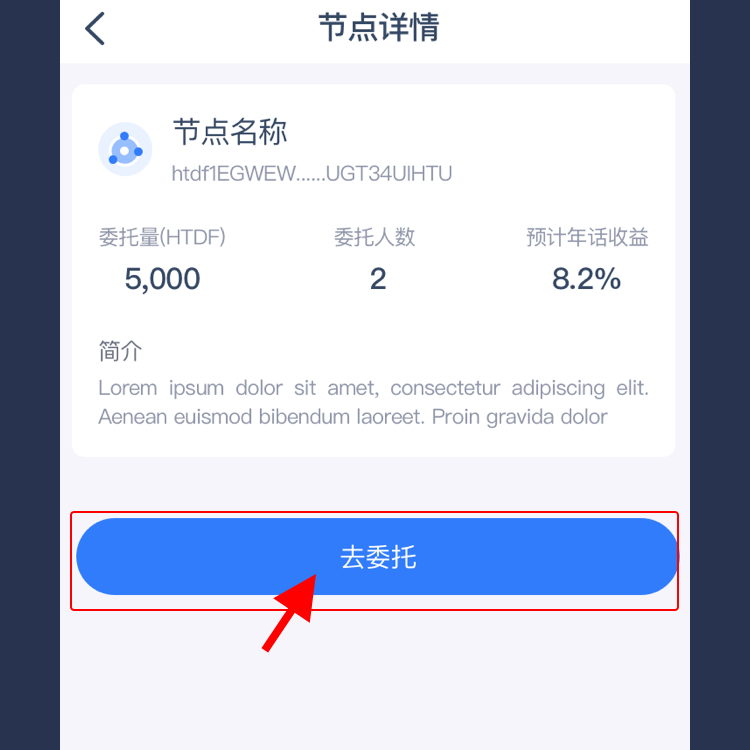 节点详情
节点名称
htdf1EGWEW......UGT34UIHTU
委托量(HTDF) 委托人数 预计年话收益
5,000 2 8.2%
简介
Lorem ipsum dolor sit amet, consectetur adipiscing elit.
Aenean euismod bibendum laoreet. Proin gravida dolor
去委托